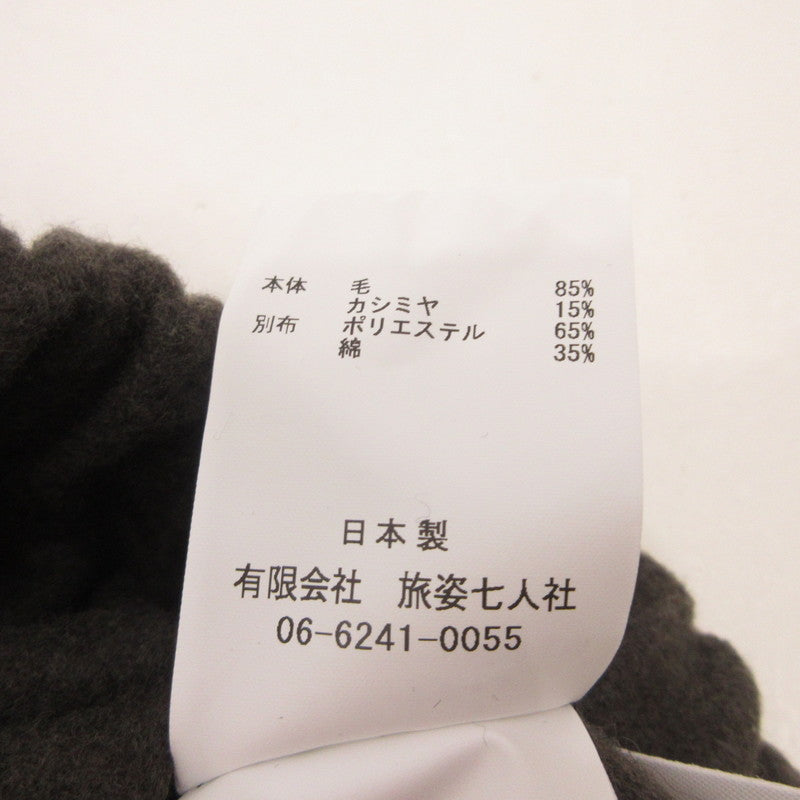 本体 毛 85%
カシミヤ 15%
別布 ポリエステル 65%
綿 35%
日本製
有限会社 旅姿七人社
06-6241-0055